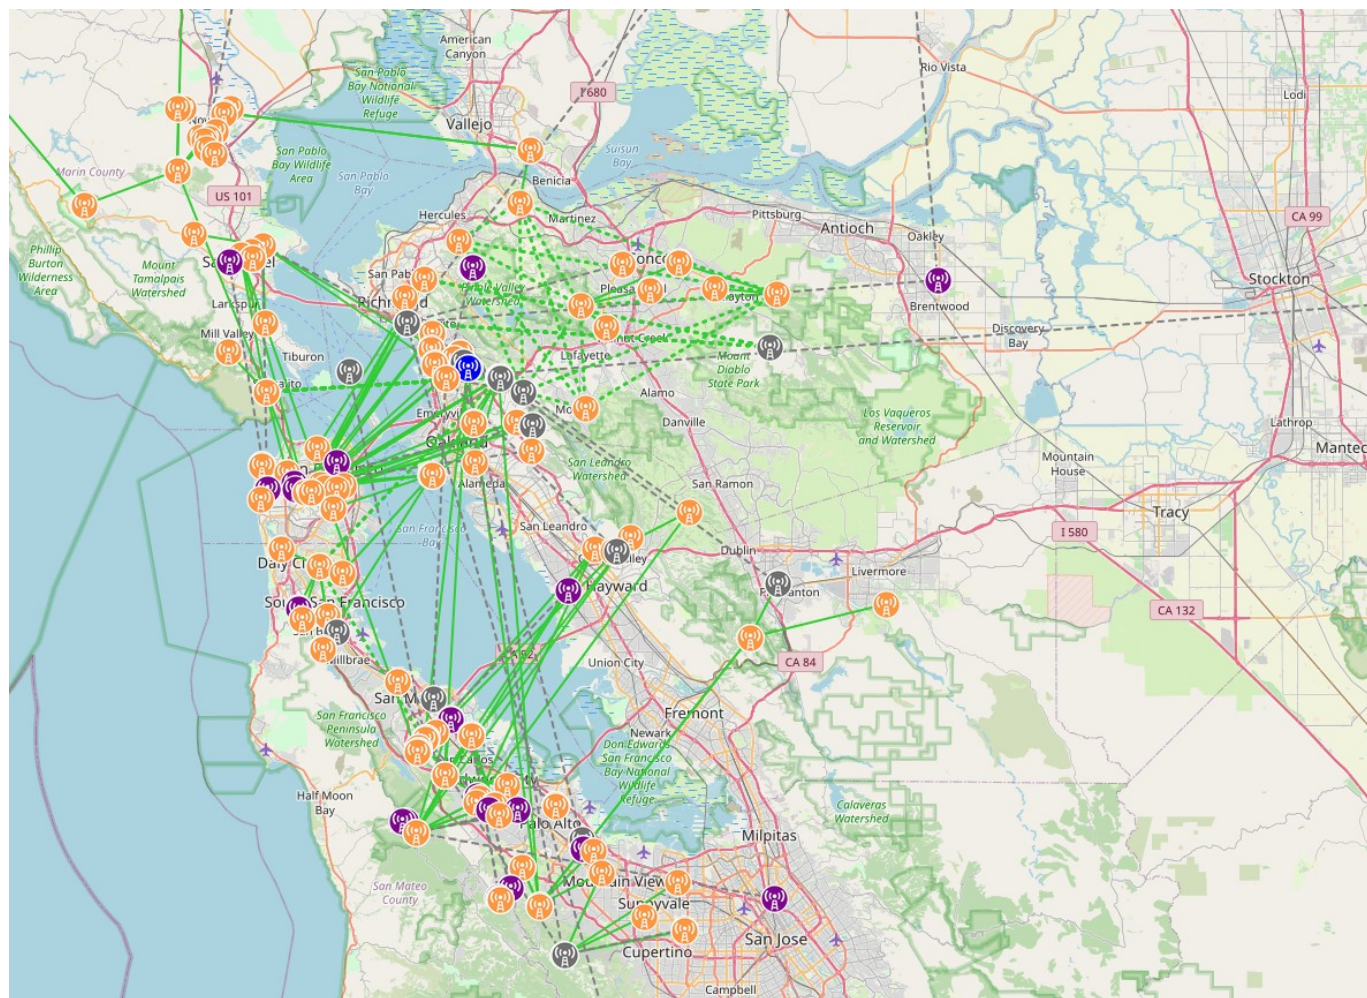 American
Canyon
San Pablo
Bay National
Wildlife
Refuge
I 680
Rio Vista
Lodi
Vallejo
Suisun
Bay
San Pablo
Bay Wildlife
Area
San Pablo
Bay
Marin County
Benicia
US 101
Hercules
Martinez
Pittsburg
Antioch
Oakley
CA 99
Phillip
Burton
Wilderness
Area
Mount
Tamalpais
Watershed
Stockton
Brentwood
Discovery
Bay
Mill Valley
Tiburon
Lafayette
Mount
Diablo
State Park
Alamo
Danville
Los Vaqueros
Reservoir
and Watershed
Lathrop
Oakland
Alameda
San Leandro
Watershed
San Ramon
Mountain
House
Tracy
San Francisco
Bay
San Leandro
Dublin
I 580
Livermore
Hayward
CA 132
South San Francisco
Millbrae
Union City
CA 84
San Francisco
Peninsula
Watershed
Fremont
Newark
Don Edwards
San Francisco
Bay National
Wildlife
Refuge
Half Moon
Bay
Calaveras
Watershed
Palo Alto
Milpitas
San Mateo
County
Mountain View
Sunnyvale
San Jose
Cupertino
Campbell